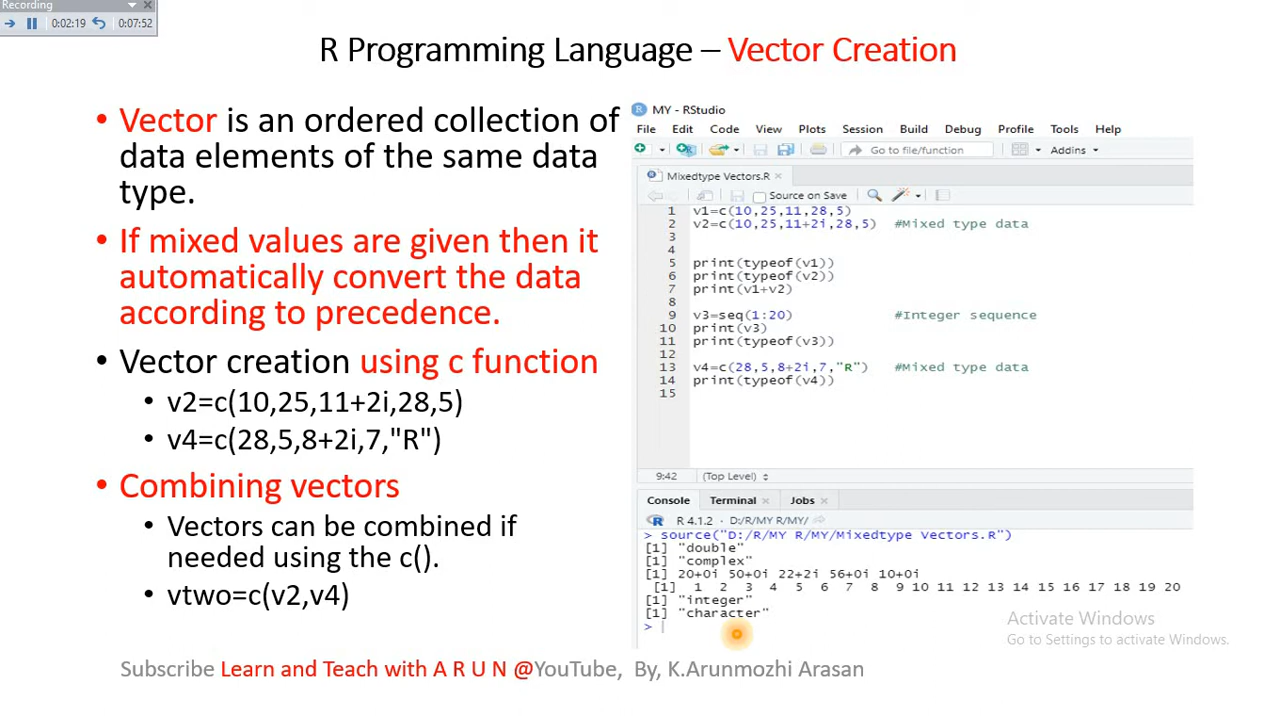 Recording
0:02:19 0:07:52
R Programming Language – Vector Creation
• Vector is an ordered collection of
data elements of the same data
type.
• If mixed values are given then it
automatically convert the data
according to precedence.
• Vector creation using c function
• v2=c(10,25,11+2i,28,5)
• v4=c(28,5,8+2i,7,"R")
• Combining vectors
• Vectors can be combined if
needed using the c().
• vtwo=c(v2,v4)
MY - RStudio
File Edit Code View Plots Session Build Debug Profile Tools Help
Go to file/function Addins
Mixedtype Vectors.R
Source on Save
1 v1=c(10,25,11,28,5)
2 v2=c(10,25,11+2i,28,5) #Mixed type data
3
4
5 print(typeof(v1))
6 print(typeof(v2))
7 print(v1+v2)
8
9 v3=seq(1:20) #Integer sequence
10 print(v3)
11 print(typeof(v3))
12
13 v4=c(28,5,8+2i,7,"R") #Mixed type data
14 print(typeof(v4))
15
9:42 (Top Level)
Console Terminal Jobs
R 4.1.2 · D:/R/MY R/MY/
> source("D:/R/MY R/MY/Mixedtype Vectors.R")
[1] "double"
[1] "complex"
[1] 20+0i 50+0i 22+2i 56+0i 10+0i
[1] 1 2 3 4 5 6 7 8 9 10 11 12 13 14 15 16 17 18 19 20
[1] "integer"
[1] "character"
>
Activate Windows
Go to Settings to activate Windows.
Subscribe Learn and Teach with A R U N @YouTube, By, K.Arunmozhi Arasan